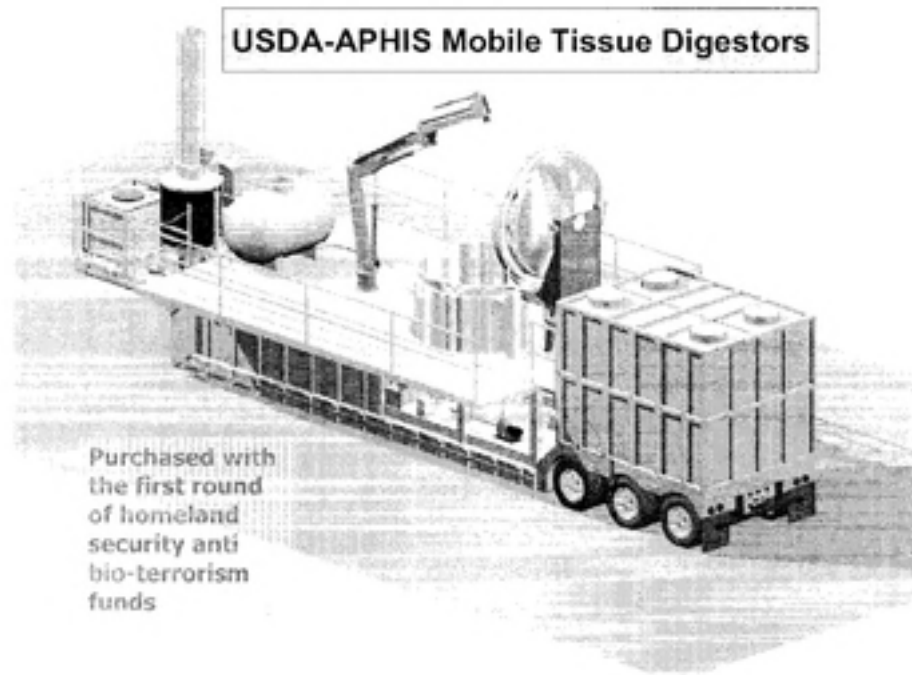 USDA-APHIS Mobile Tissue Digestors
Purchased with
the first round
of homeland
security anti
bio-terrorism
funds